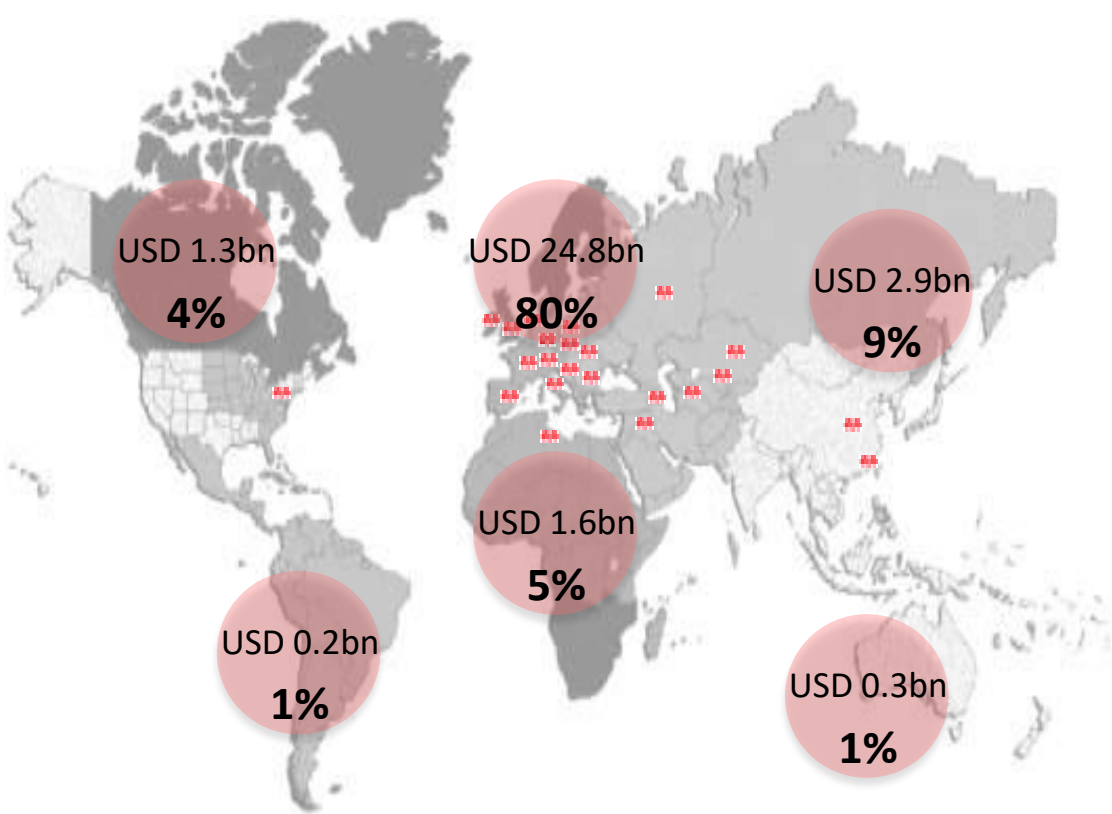 USD 1.3bn
4%
USD 24.8bn
80%
USD 2.9bn
9%
USD 1.6bn
5%
USD 0.2bn
1%
USD 0.3bn
1%